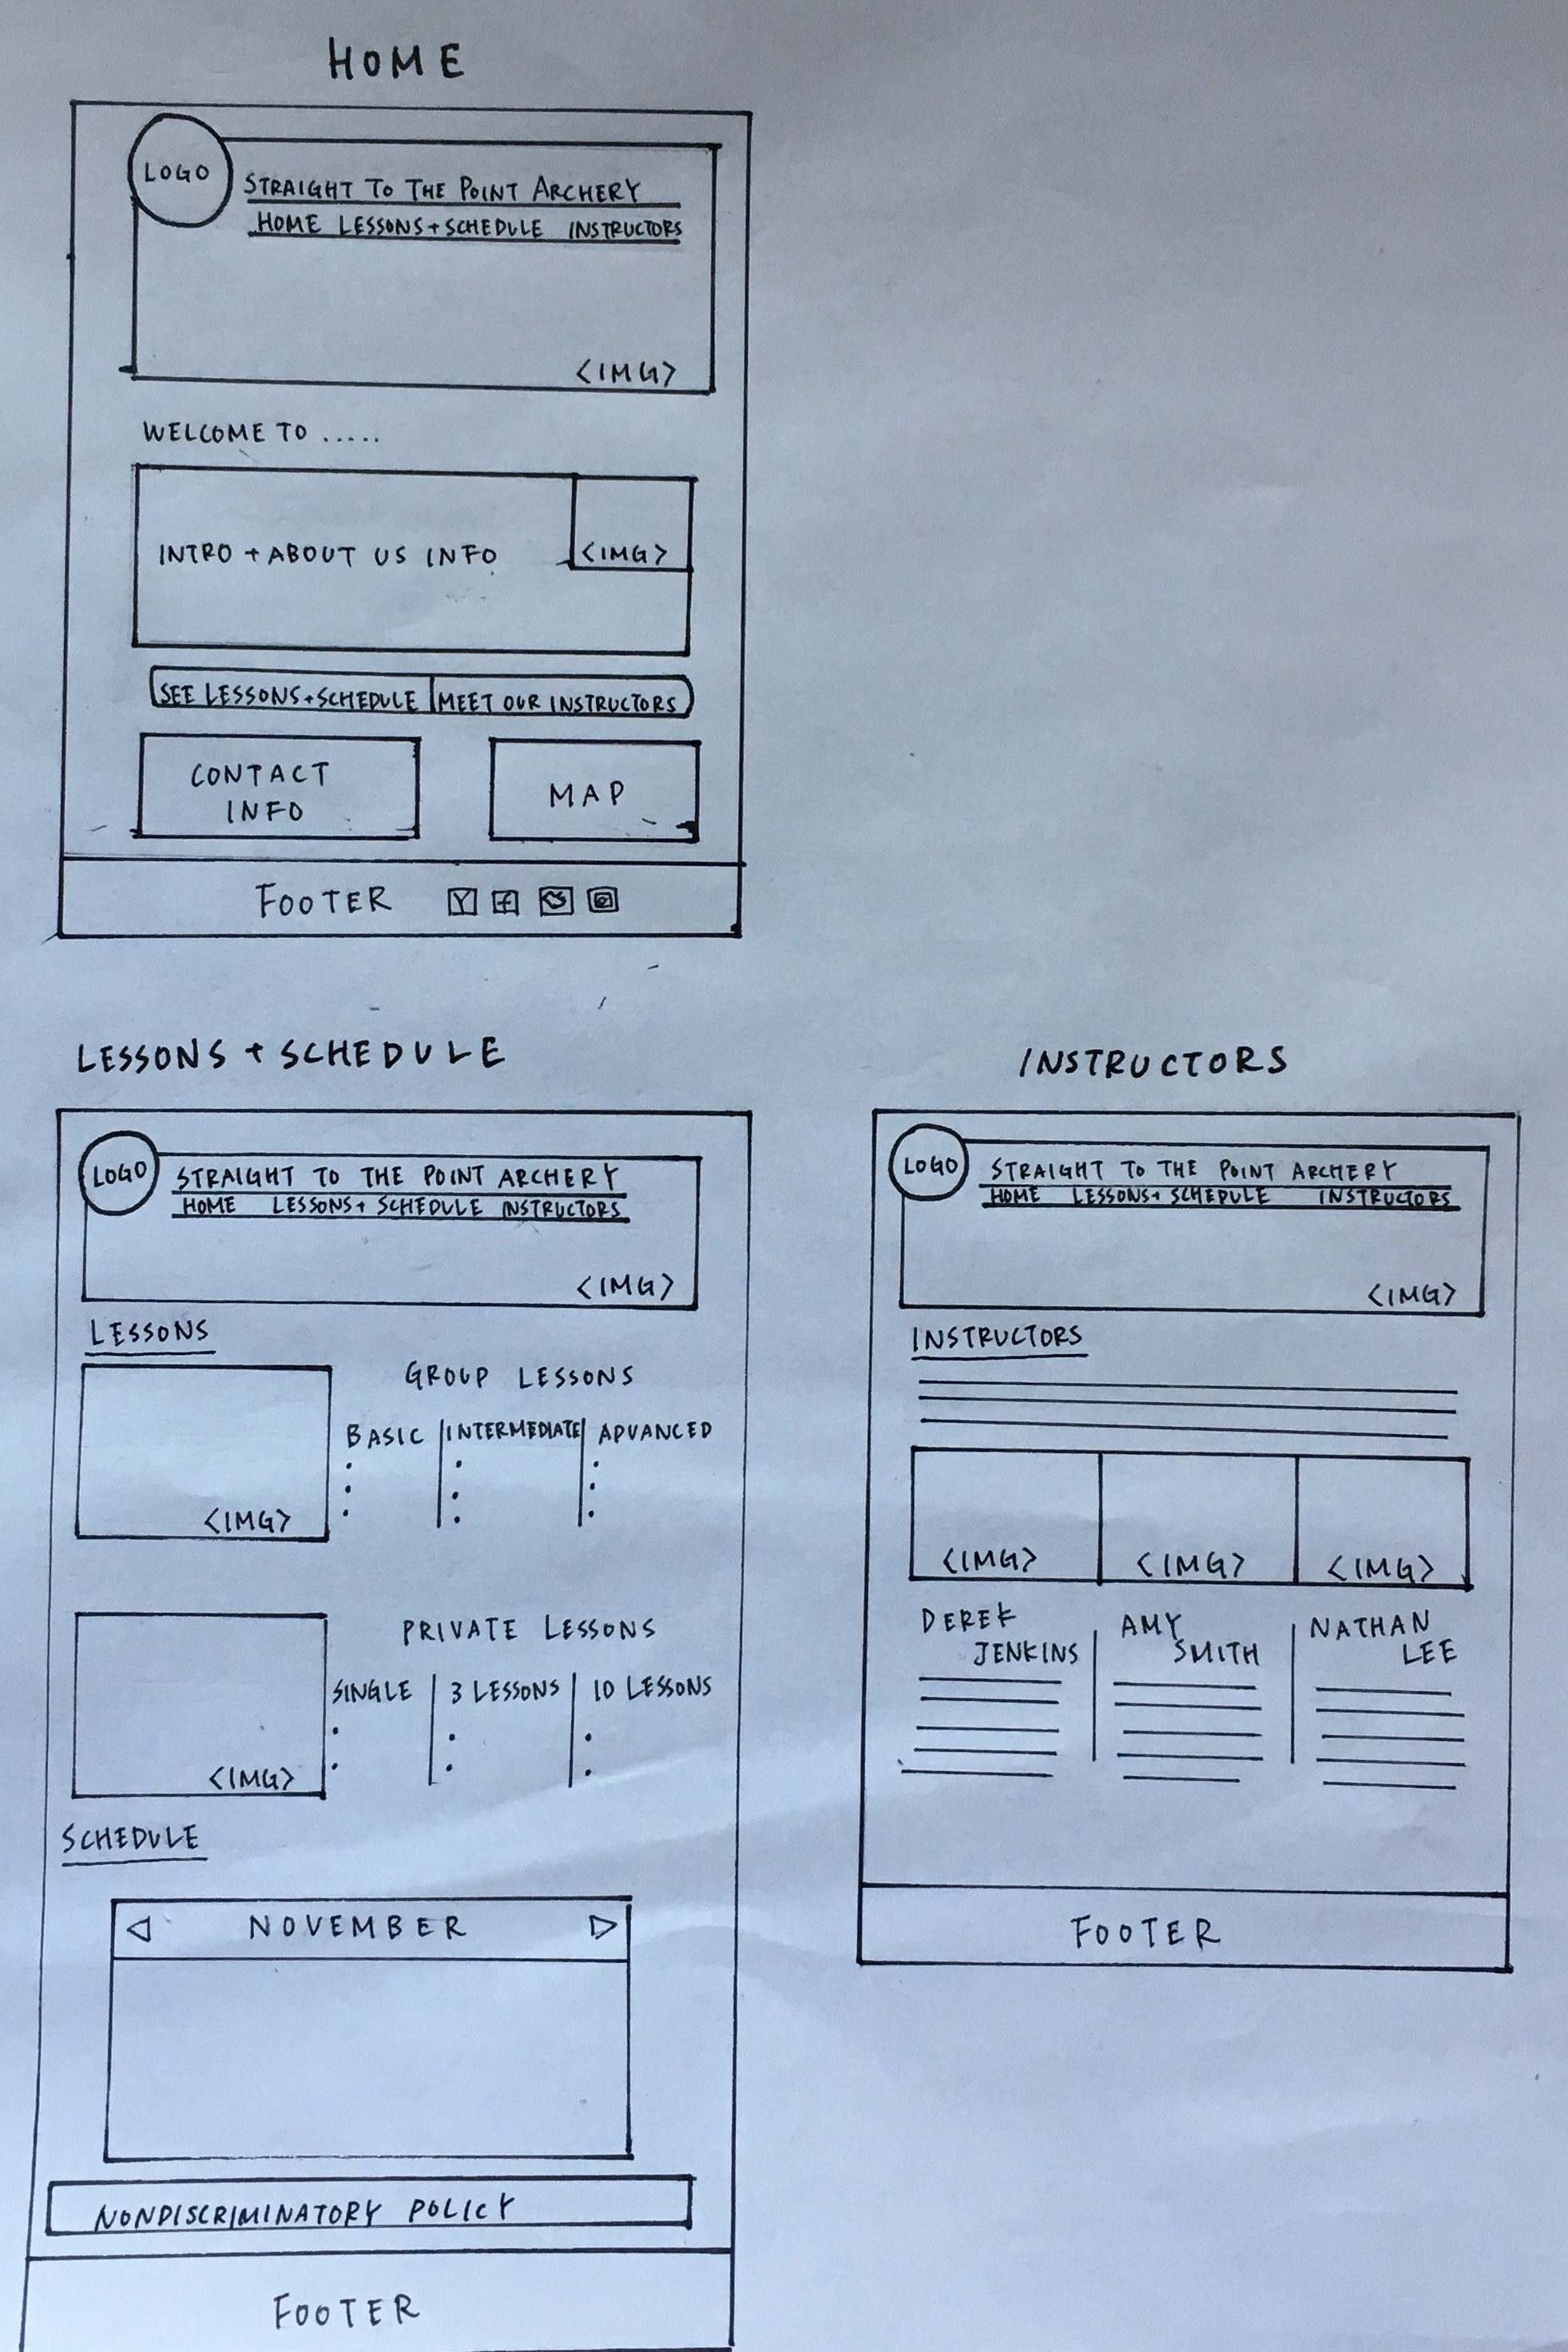 HOME
LOGO
STRAIGHT TO THE POINT ARCHERY
HOME LESSONS+SCHEDULE INSTRUCTORS
<IMG>
WELCOME TO .....
INTRO + ABOUT US INFO
<IMG>
SEE LESSONS+SCHEDULE
MEET OUR INSTRUCTORS
CONTACT
INFO
MAP
FOOTER
LESSONS + SCHEDULE
LOGO
STRAIGHT TO THE POINT ARCHERY
HOME LESSONS+ SCHEDULE INSTRUCTORS
<IMG>
LESSONS
<IMG>
GROUP LESSONS
BASIC INTERMEDIATE ADVANCED
<IMG>
PRIVATE LESSONS
SINGLE 3 LESSONS 10 LESSONS
SCHEDULE
NOVEMBER
NONDISCRIMINATORY POLICY
FOOTER
INSTRUCTORS
LOGO
STRAIGHT TO THE POINT ARCHERY
HOME LESSONS+ SCHEDULE INSTRUCTORS
<IMG>
INSTRUCTORS
<IMG> <IMG> <IMG>
DEREK
JENKINS
AMY
SMITH
NATHAN
LEE
FOOTER